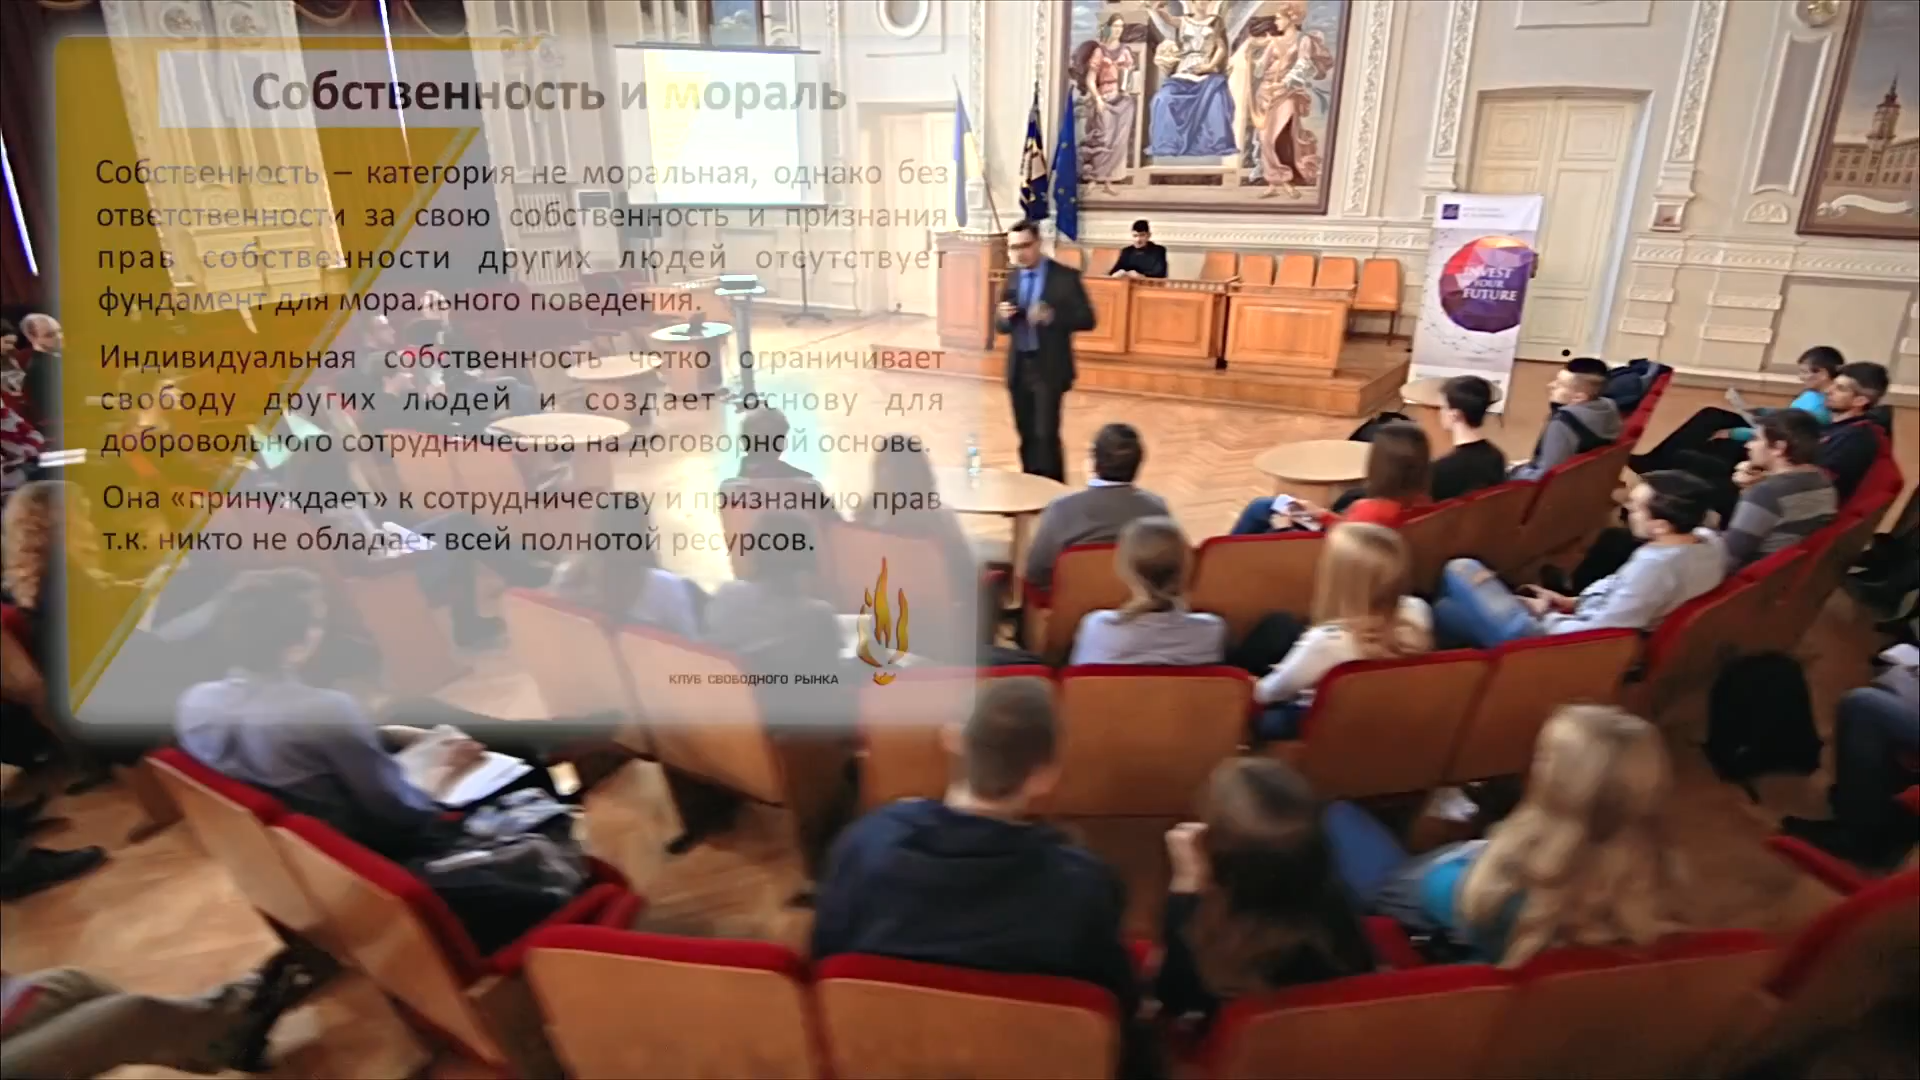 Собственность и мораль
Собственность – категория не моральная, однако без
ответственности за свою собственность и признания
прав собственности других людей отсутствует
фундамент для морального поведения.
Индивидуальная собственность четко ограничивает
свободу других людей и создает основу для
добровольного сотрудничества на договорной основе.
Она «принуждает» к сотрудничеству и признанию прав
т.к. никто не обладает всей полнотой ресурсов.
КЛУБ СВОБОДНОГО РЫНКА
INVEST
YOUR
FUTURE